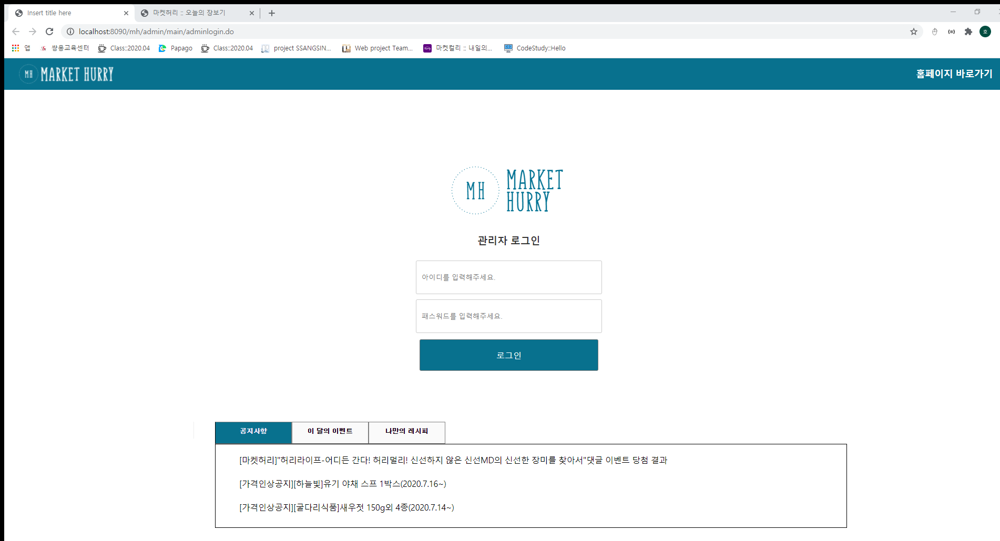 Insert title here
마켓허리 :: 오늘의 장보기
localhost:8090/mh/admin/main/adminlogin.do
호
앱
쌍용교육센터
Class::2020.04
Papago
Class::2020.04
project SSANGSIN...
Web project Team...
마켓컬리 :: 내일의...
CodeStudy::Hello
MH MARKET HURRY
홈페이지 바로가기
MH
MARKET
HURRY
관리자 로그인
아이디를 입력해주세요.
패스워드를 입력해주세요.
로그인
공지사항
이 달의 이벤트
나만의 레시피
[마켓허리]"허리라이프-어디든 간다! 허리멀리! 신선하지 않은 신선MD의 신선한 장미를 찾아서"댓글 이벤트 당첨 결과
[가격인상공지][하늘빛]유기 야채 스프 1박스(2020.7.16~)
[가격인상공지][굴다리식품]새우젓 150g외 4종(2020.7.14~)